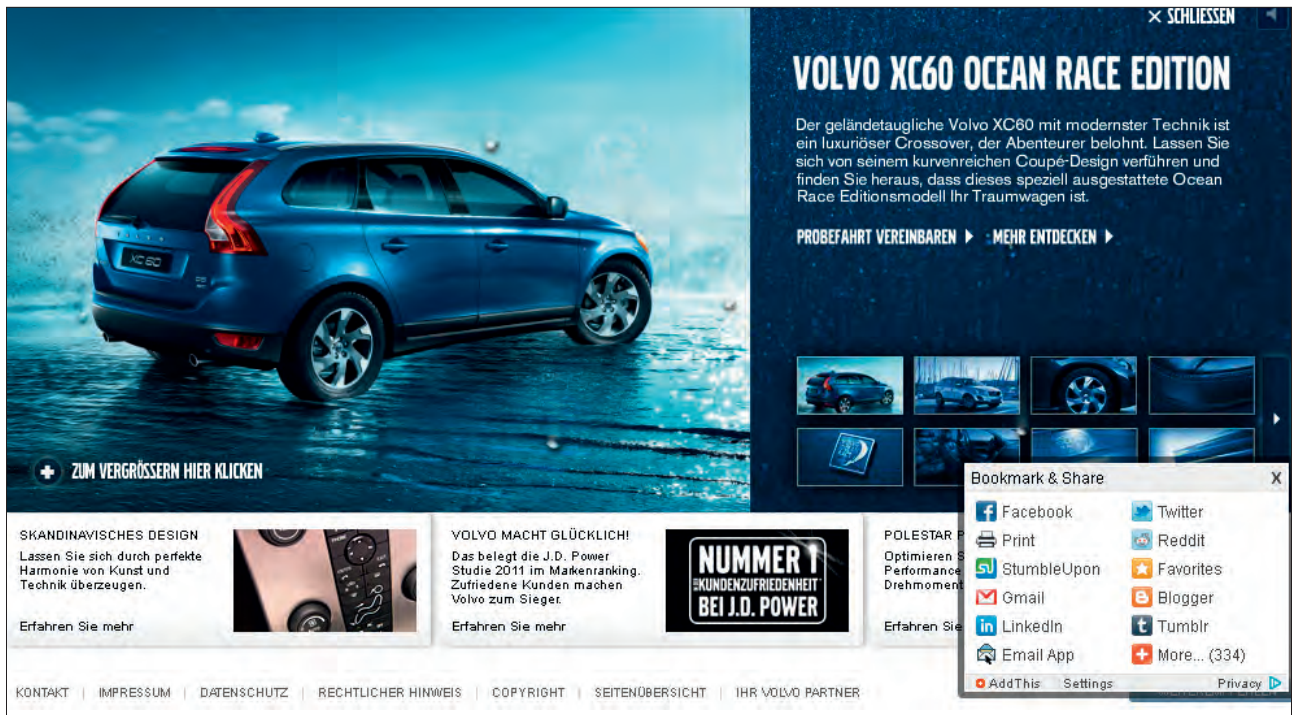 × SCHLIESSEN
VOLVO XC60 OCEAN RACE EDITION
Der geländetaugliche Volvo XC60 mit modernster Technik ist
ein luxuriöser Crossover, der Abenteurer belohnt. Lassen Sie
sich von seinem kurvenreichen Coupé-Design verführen und
finden Sie heraus, dass dieses speziell ausgestattete Ocean
Race Editionsmodell Ihr Traumwagen ist.
PROBEFAHRT VEREINBAREN MEHR ENTDECKEN
VOLVO
XC 60
ZUM VERGRÖSSERN HIER KLICKEN
SKANDINAVISCHES DESIGN
Lassen Sie sich durch perfekte
Harmonie von Kunst und
Technik überzeugen.
Erfahren Sie mehr
VOLVO MACHT GLÜCKLICH!
Das belegt die J.D. Power
Studie 2011 im Markenranking.
Zufriedene Kunden machen
Volvo zum Sieger.
Erfahren Sie mehr
NUMMER 1
KUNDENZUFRIEDENHEIT
BEI J.D. POWER
POLESTAR P
Optimieren S
Performance
Drehmoment
Erfahren Sie
Bookmark & Share X
Facebook Twitter
Print Reddit
StumbleUpon Favorites
Gmail Blogger
LinkedIn Tumblr
Email App More... (334)
AddThis Settings Privacy
KONTAKT | IMPRESSUM | DATENSCHUTZ | RECHTLICHER HINWEIS | COPYRIGHT | SEITENÜBERSICHT | IHR VOLVO PARTNER